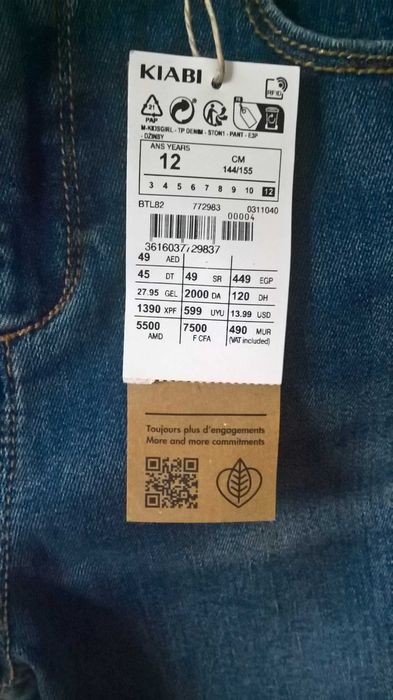 KIABI
RFID
21
PAP
M-KIDSGIRL - TP DENIM - STON1 - PANT - E3P
- DŽINSY
ANS YEARS
12
CM
144/155
3 4 5 6 7 8 9 10 12
BTL82 772983 0311040
00004
3616037729837
49 AED
45 DT 49 SR 449 EGP
27.95 GEL 2000 DA 120 DH
1390 XPF 599 UYU 13.99 USD
5500 AMD 7500 F CFA 490 MUR
(VAT included)
Toujours plus d'engagements
More and more commitments